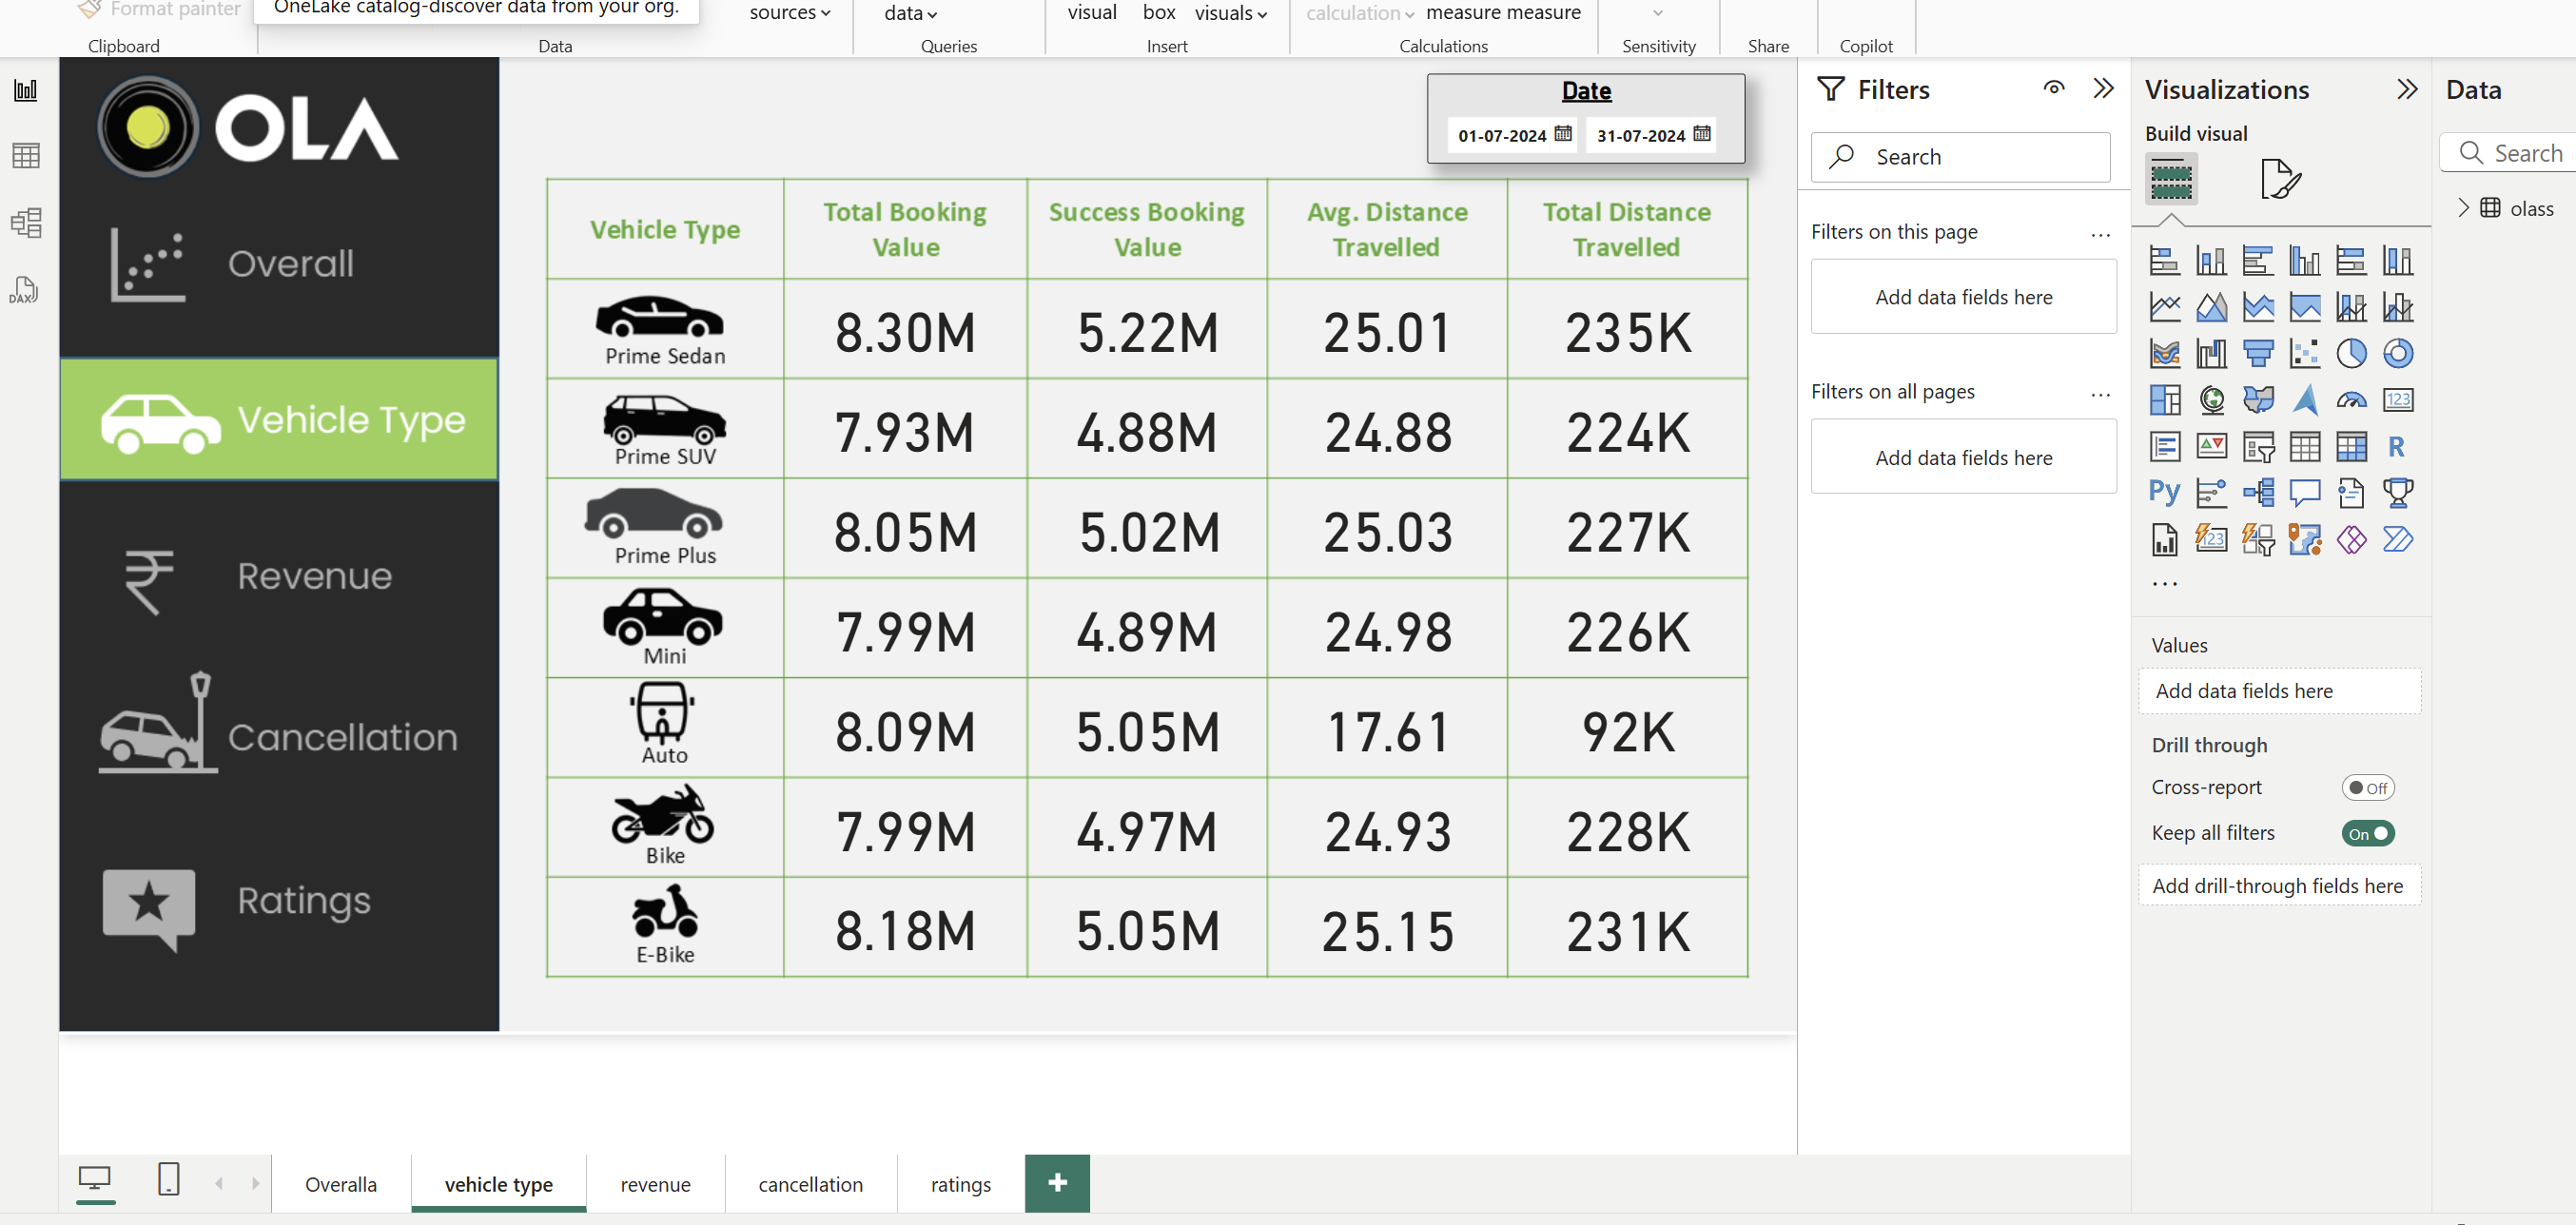 Format painter
OneLake catalog-discover data from your org.
sources
data
visual box visuals
calculation measure measure
Clipboard
Data
Queries
Insert
Calculations
Sensitivity
Share
Copilot
DAX
OLA
Overall
Vehicle Type
Revenue
Cancellation
Ratings
Date
01-07-2024 31-07-2024
Vehicle Type
Total Booking
Value
Success Booking
Value
Avg. Distance
Travelled
Total Distance
Travelled
Prime Sedan
8.30M 5.22M 25.01 235K
Prime SUV
7.93M 4.88M 24.88 224K
Prime Plus
8.05M 5.02M 25.03 227K
Mini
7.99M 4.89M 24.98 226K
Auto
8.09M 5.05M 17.61 92K
Bike
7.99M 4.97M 24.93 228K
E-Bike
8.18M 5.05M 25.15 231K
Filters
Search
Filters on this page
...
Add data fields here
Filters on all pages
...
Add data fields here
Visualizations
Build visual
123
R
Py
123
...
Values
Add data fields here
Drill through
Cross-report Off
Keep all filters On
Add drill-through fields here
Data
Search
olass
Overalla vehicle type revenue cancellation ratings +